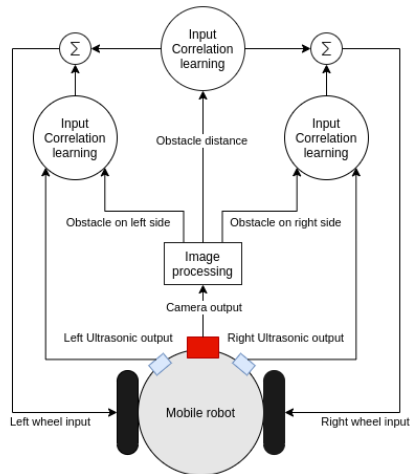 Input
Correlation
learning
Σ
Σ
Input
Correlation
learning
Input
Correlation
learning
Obstacle distance
Obstacle on left side
Obstacle on right side
Image
processing
Camera output
Left Ultrasonic output
Right Ultrasonic output
Mobile robot
Left wheel input
Right wheel input